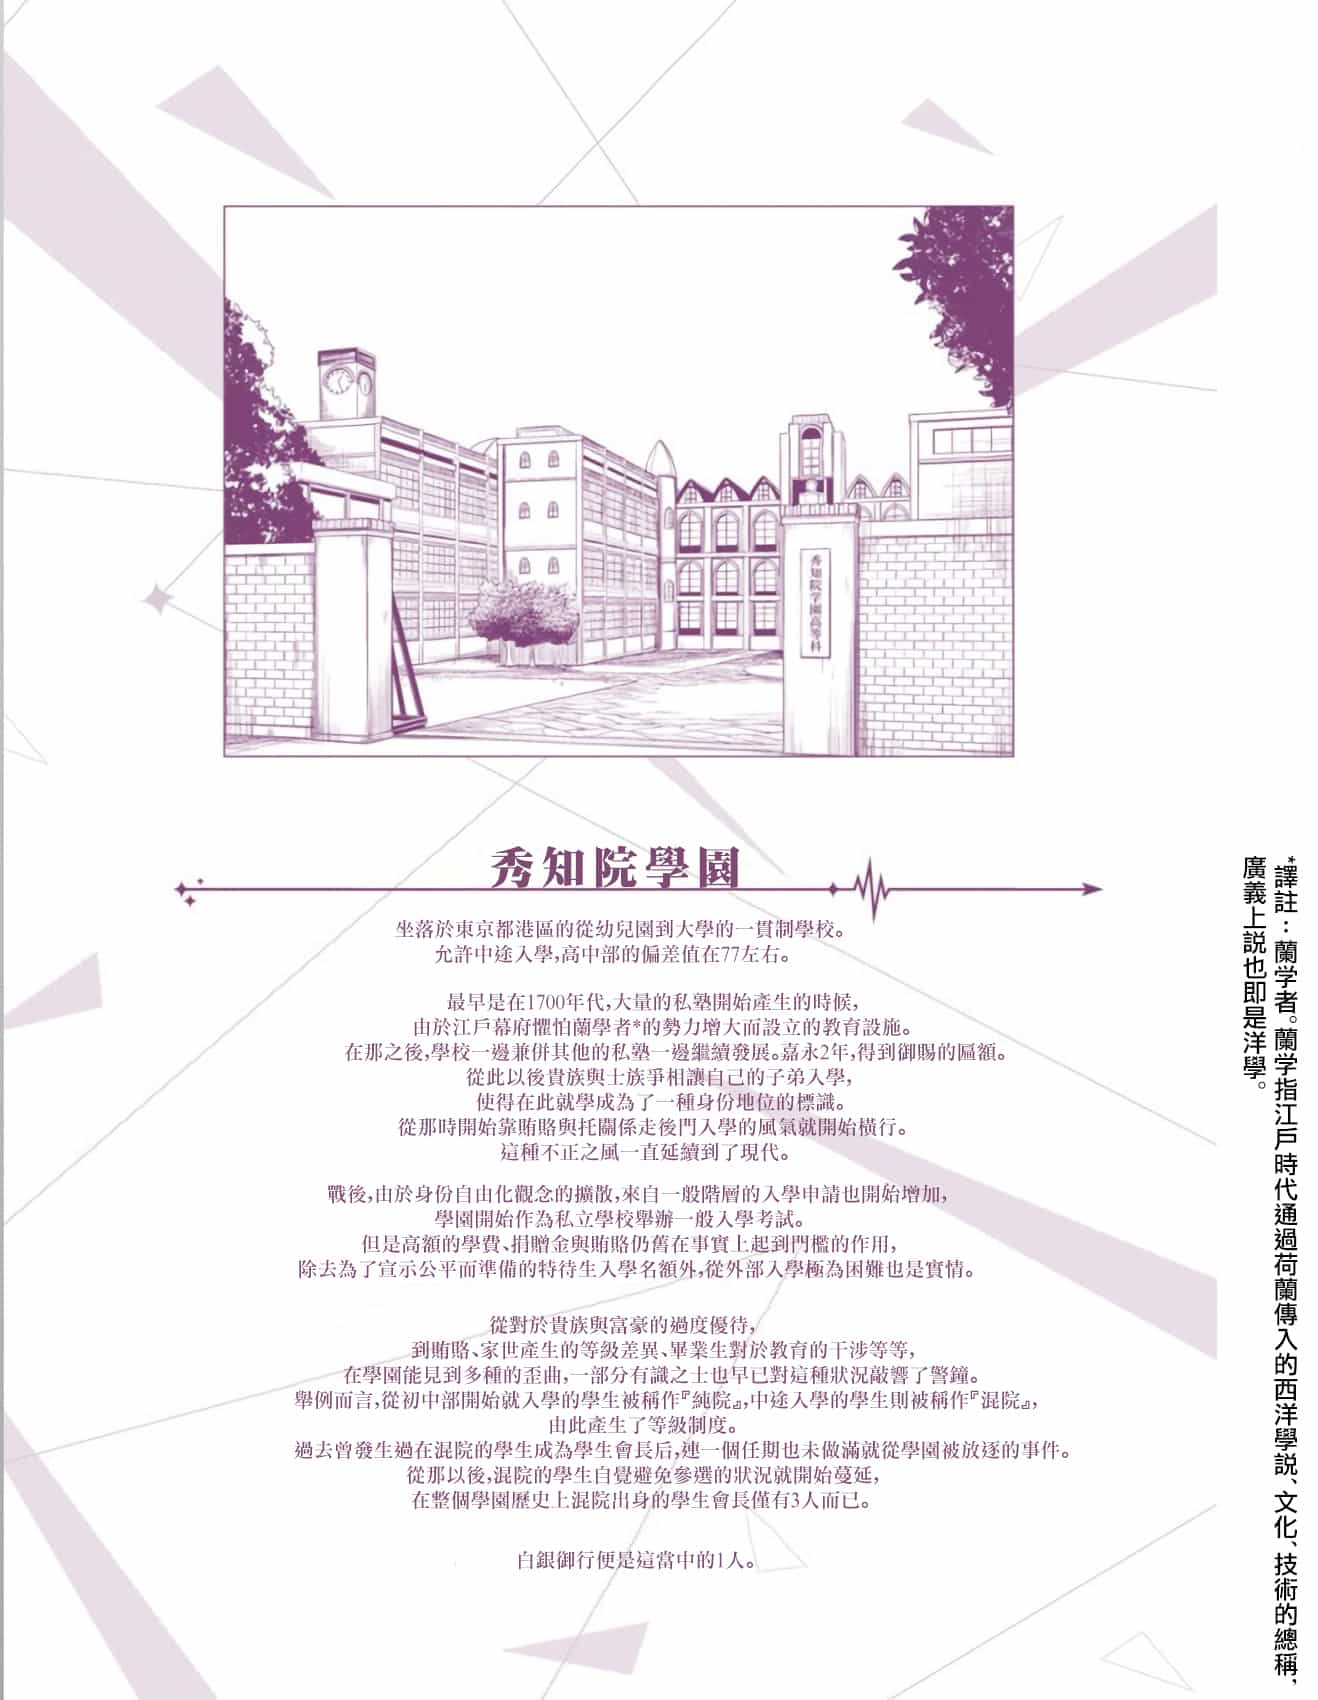 秀知院学園高等科
秀知院學園
坐落於東京都港區的從幼兒園到大學的一貫制學校。
允許中途入學,高中部的偏差值在77左右。
最早是在1700年代,大量的私塾開始產生的時候,
由於江戶幕府懼怕蘭學者*的勢力增大而設立的教育設施。
在那之後,學校一邊兼併其他的私塾一邊繼續發展。嘉永2年,得到御賜的匾額。
從此以後貴族與士族爭相讓自己的子弟入學,
使得在此就學成為了一種身份地位的標識。
從那時開始靠賄賂與托關係走後門入學的風氣就開始橫行。
這種不正之風一直延續到了現代。
戰後,由於身份自由化觀念的擴散,來自一般階層的入學申請也開始增加,
學園開始作為私立學校舉辦一般入學考試。
但是高額的學費、捐贈金與賄賂仍舊在事實上起到門檻的作用,
除去為了宣示公平而準備的特待生入學名額外,從外部入學極為困難也是實情。
從對於貴族與富豪的過度優待,
到賄賂、家世產生的等級差異、畢業生對於教育的干涉等等,
在學園能見到多種的歪曲,一部分有識之士也早已對這種狀況敲響了警鐘。
舉例而言,從初中部開始就入學的學生被稱作『純院』,中途入學的學生則被稱作『混院』,
由此產生了等級制度。
過去曾發生過在混院的學生成為學生會長后,連一個任期也未做滿就從學園被放逐的事件。
從那以後,混院的學生自覺避免參選的狀況就開始蔓延,
在整個學園歷史上混院出身的學生會長僅有3人而已。
白銀御行便是這當中的1人。
*譯註：蘭学者。蘭学指江戸時代通過荷蘭傳入的西洋學説、文化、技術的總稱,
廣義上説也即是洋學。